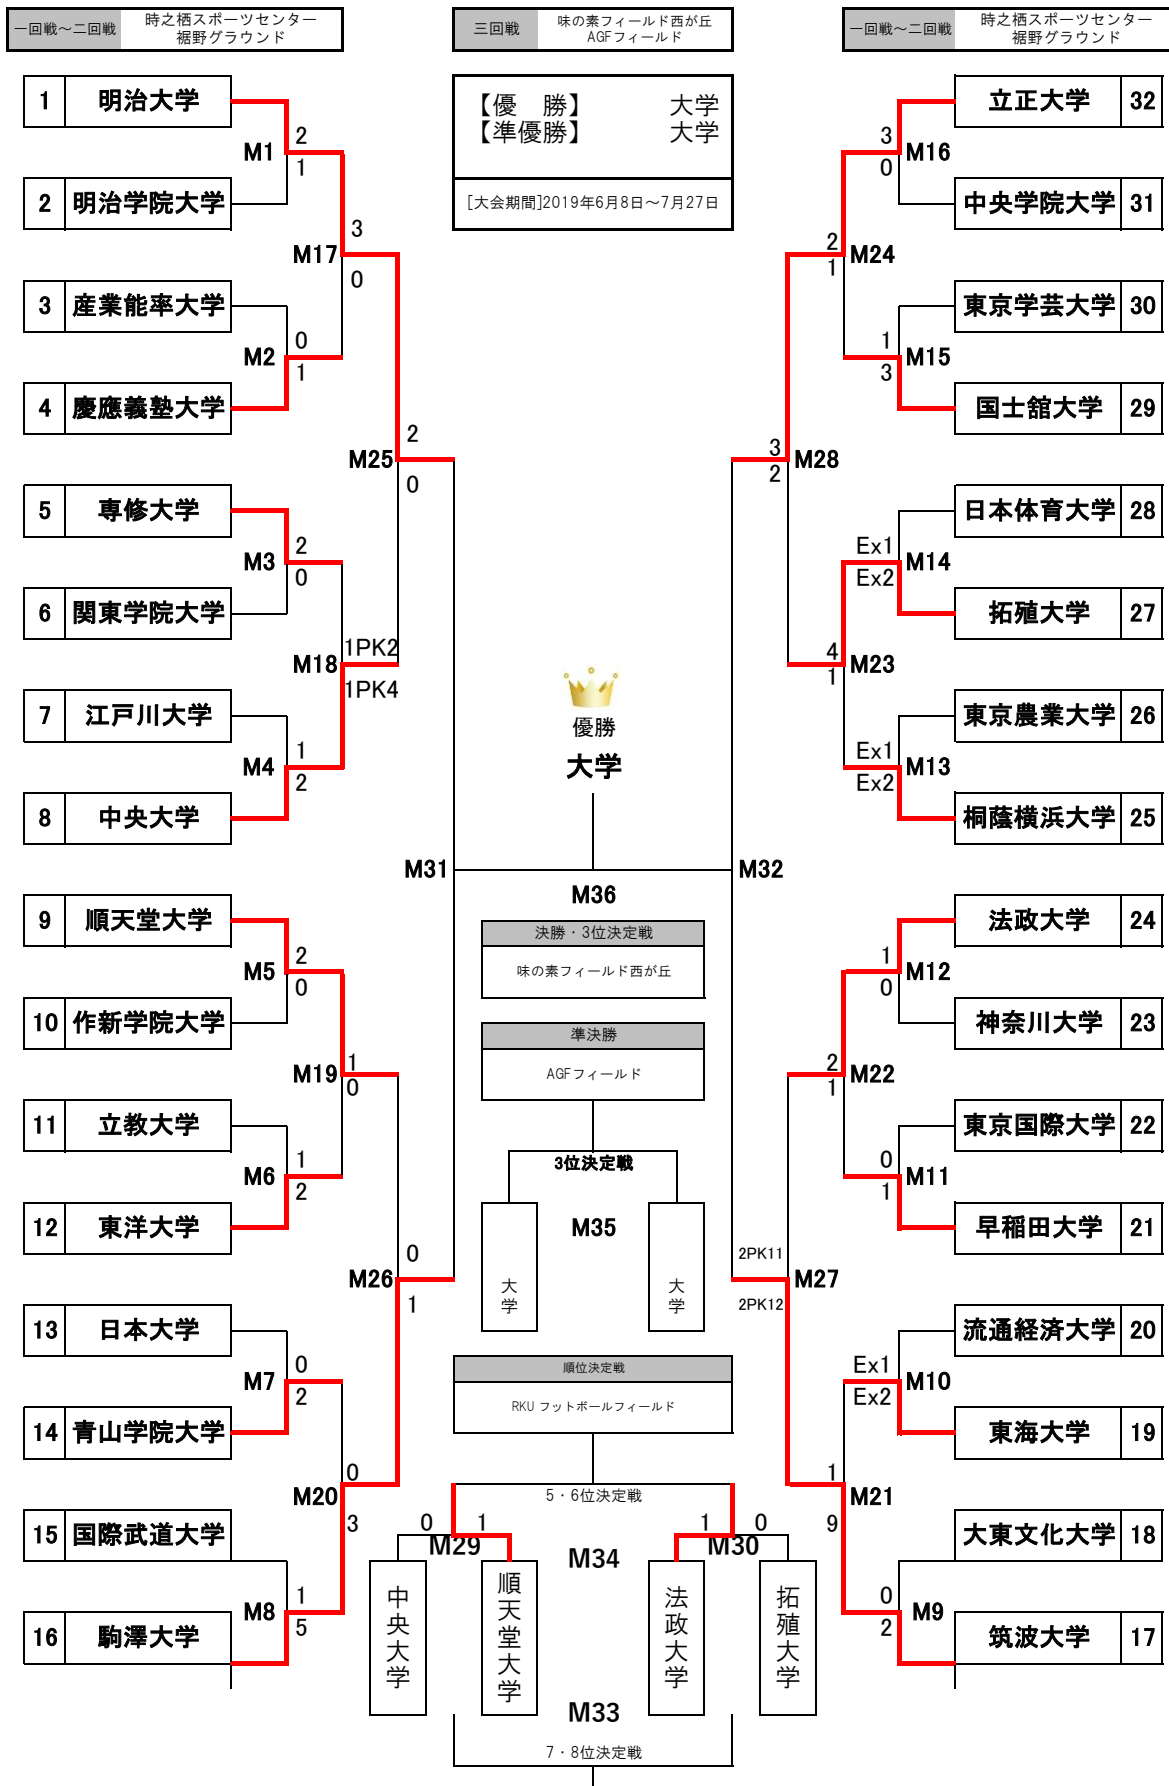 一回戦～二回戦
時之栖スポーツセンター
裾野グラウンド
三回戦
味の素フィールド西が丘
AGFフィールド
一回戦～二回戦
時之栖スポーツセンター
裾野グラウンド
【優　勝】　大学
【準優勝】　大学
[大会期間]2019年6月8日～7月27日
1 明治大学
M1
2
1
2 明治学院大学
M17
3
0
3 産業能率大学
M2
0
1
4 慶應義塾大学
M25
2
0
5 専修大学
M3
2
0
6 関東学院大学
M18
1PK2
1PK4
7 江戸川大学
M4
1
2
8 中央大学
M31
9 順天堂大学
M5
2
0
10 作新学院大学
M19
1
0
11 立教大学
M6
1
2
12 東洋大学
M26
0
1
13 日本大学
M7
0
2
14 青山学院大学
M20
0
3
15 国際武道大学
M8
1
5
16 駒澤大学
優勝
大学
M36
決勝・3位決定戦
味の素フィールド西が丘
準決勝
AGFフィールド
3位決定戦
M35
大学
大学
順位決定戦
RKU フットボールフィールド
5・6位決定戦
0
1
M29
M34
1
0
M30
中央大学
順天堂大学
法政大学
拓殖大学
M33
7・8位決定戦
立正大学 32
3
0
M16
中央学院大学 31
2
1
M24
東京学芸大学 30
1
3
M15
国士舘大学 29
3
2
M28
日本体育大学 28
Ex1
Ex2
M14
拓殖大学 27
4
1
M23
東京農業大学 26
Ex1
Ex2
M13
桐蔭横浜大学 25
M32
法政大学 24
1
0
M12
神奈川大学 23
2
1
M22
東京国際大学 22
0
1
M11
早稲田大学 21
2PK11
2PK12
M27
流通経済大学 20
Ex1
Ex2
M10
東海大学 19
1
9
M21
大東文化大学 18
0
2
M9
筑波大学 17